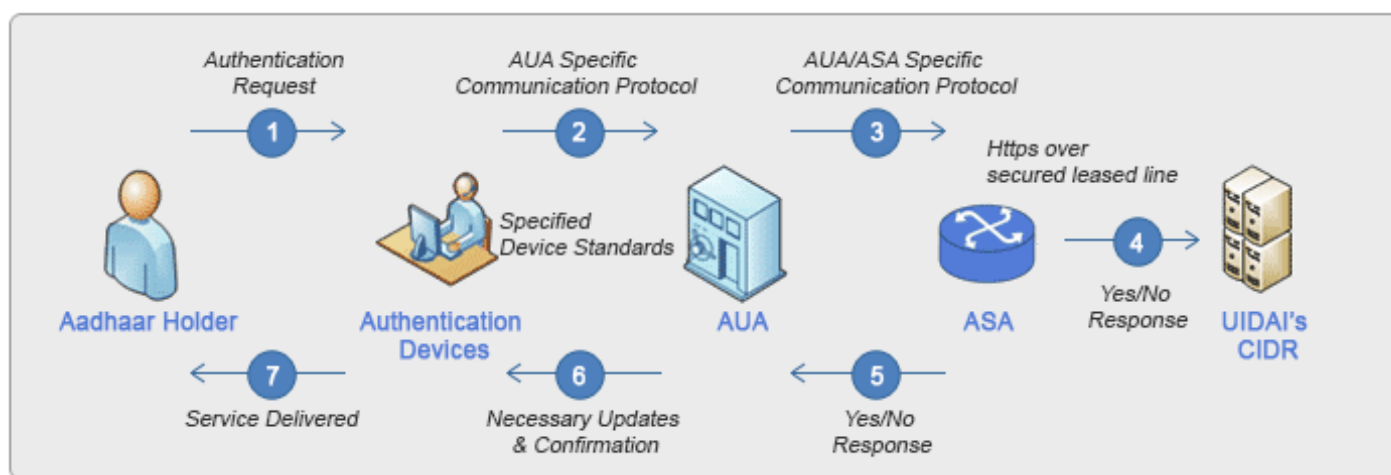 Authentication
Request
1
AUA Specific
Communication Protocol
2
AUA/ASA Specific
Communication Protocol
3
Https over
secured leased line
4
Yes/No
Response
Specified
Device Standards
Aadhaar Holder
Authentication
Devices
AUA
ASA
UIDAI's
CIDR
7
Service Delivered
6
Necessary Updates
& Confirmation
5
Yes/No
Response